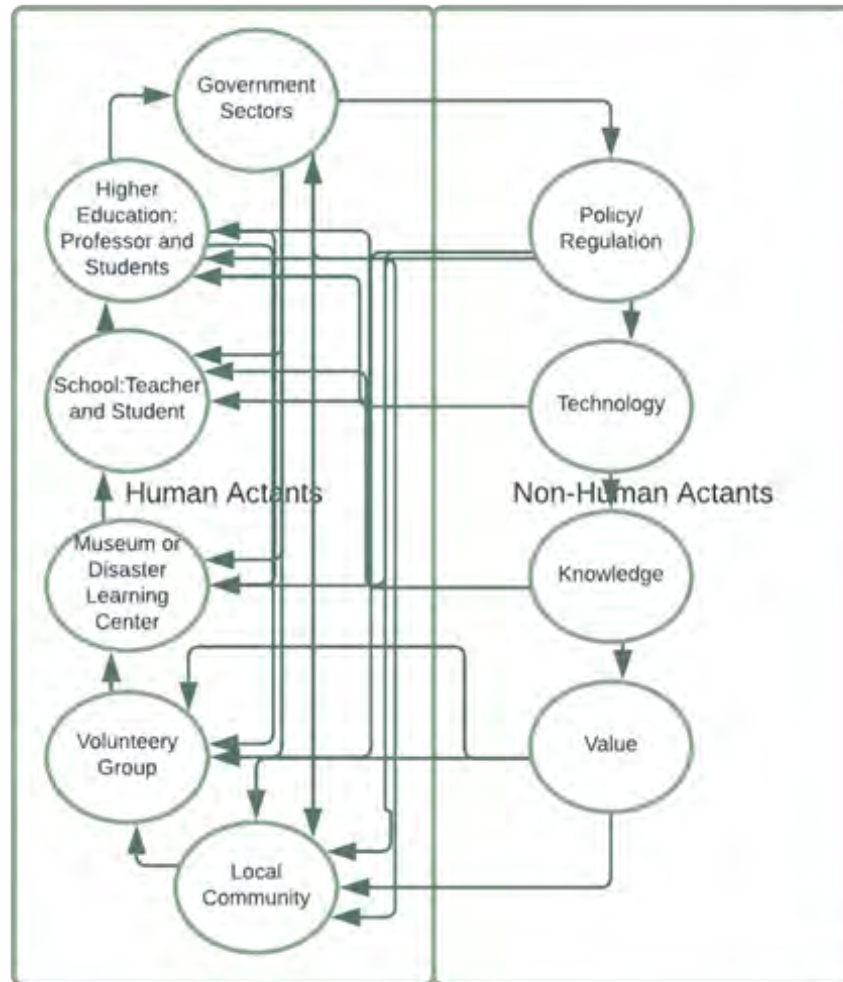 Government
Sectors
Higher
Education:
Professor and
Students
Policy/
Regulation
School:Teacher
and Student
Technology
Human Actants
Non-Human Actants
Museum or
Disaster
Learning
Center
Knowledge
Volunteery
Group
Value
Local
Community